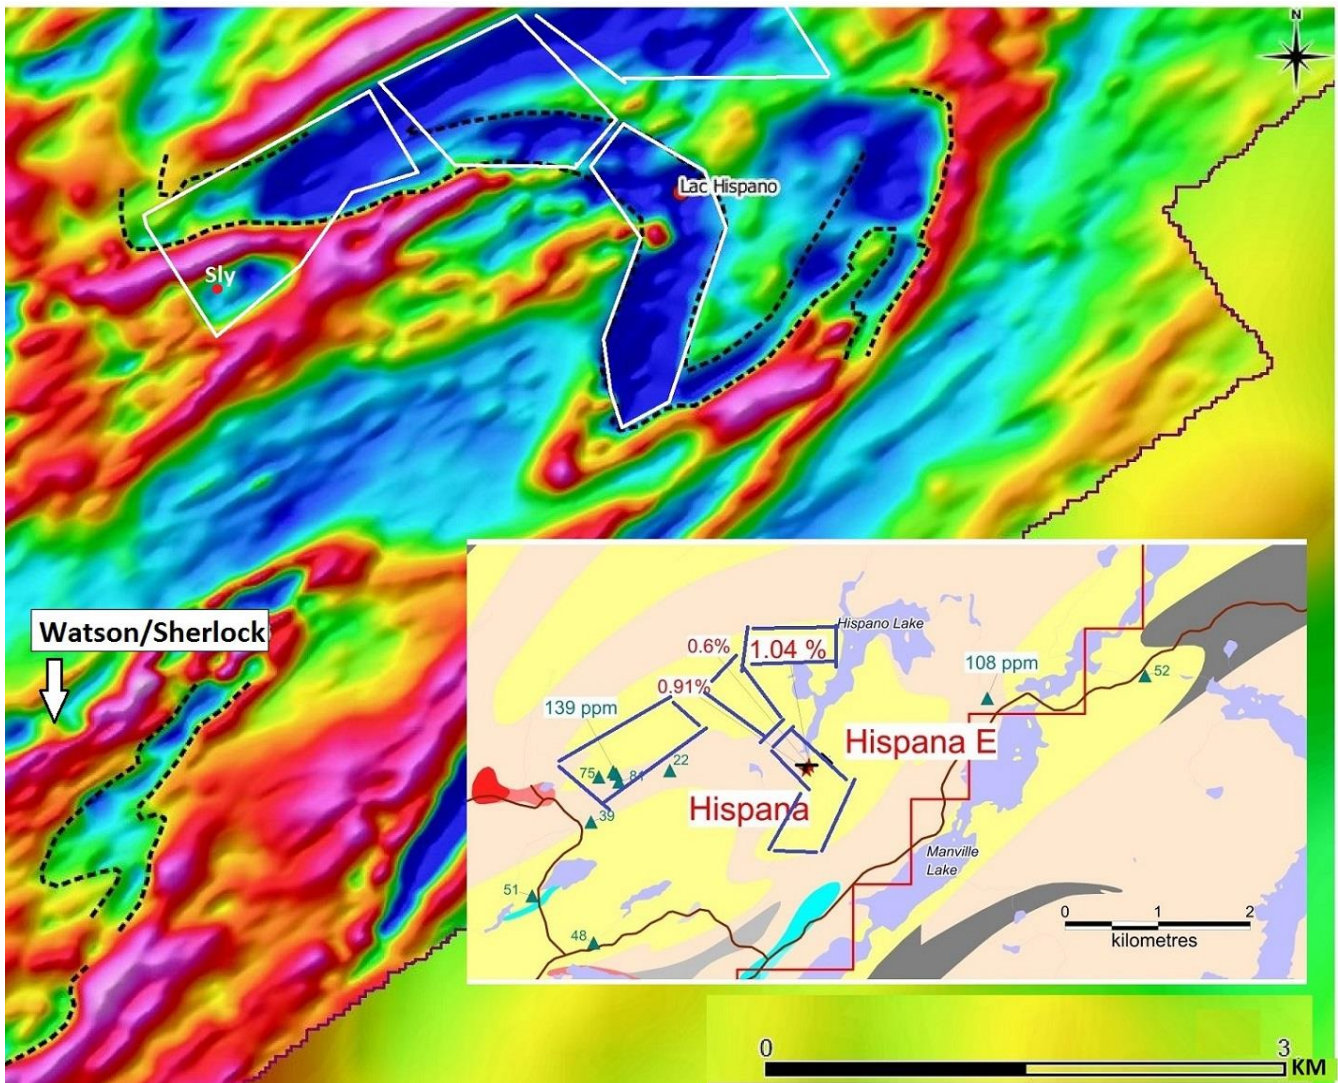 N
Lac Hispano
Sly
Watson/Sherlock
Hispano Lake
0.6%
1.04 %
0.91%
108 ppm
52
139 ppm
Hispana E
75
81
22
Hispana
39
Manville
Lake
51
48
0 1 2
kilometres
0 3
KM